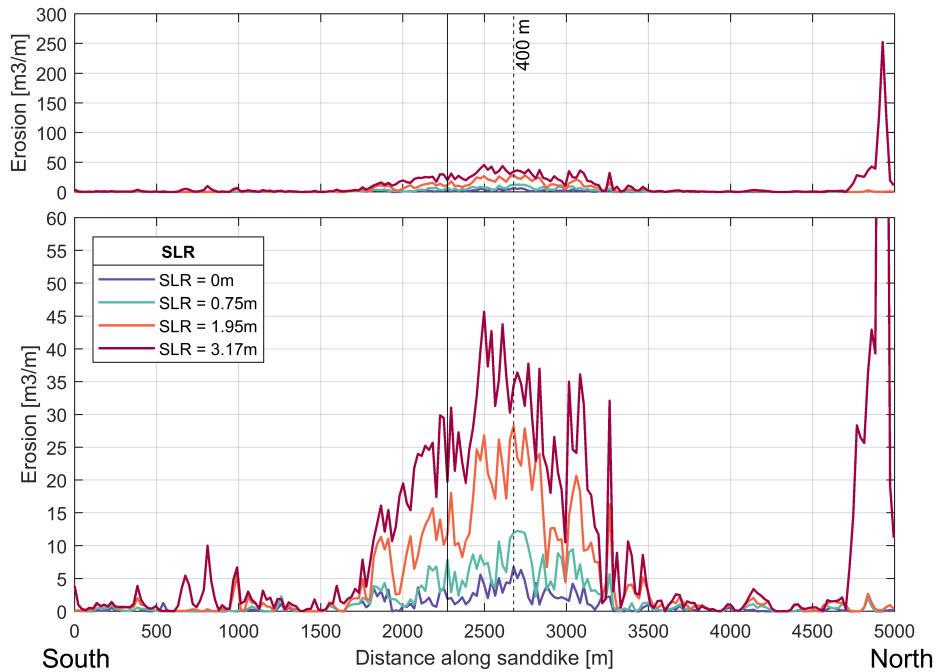 300
250
200
150
100
50
0
Erosion [m3/m]
400 m
60
55
50
45
40
35
30
25
20
15
10
5
0
Erosion [m3/m]
SLR
SLR = 0m
SLR = 0.75m
SLR = 1.95m
SLR = 3.17m
0 500 1000 1500 2000 2500 3000 3500 4000 4500 5000
South Distance along sanddike [m] North